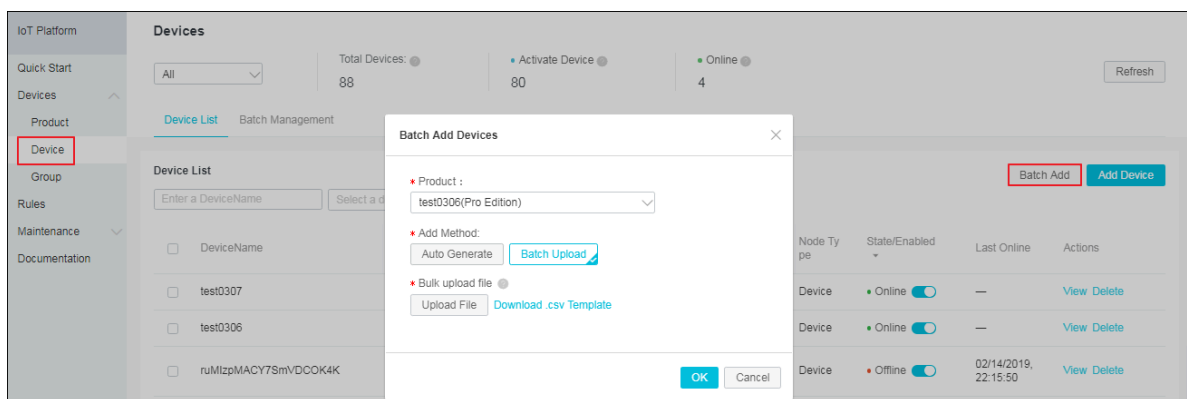 IoT Platform
Quick Start
Devices
Product
Device
Group
Rules
Maintenance
Documentation
Devices
All
Total Devices:
88
• Activate Device
80
• Online
4
Refresh
Device List
Batch Management
Device List
Batch Add
Add Device
Enter a DeviceName
Select a d
DeviceName
Node Ty
pe
State/Enabled
Last Online
Actions
test0307
Device
• Online
—
View Delete
test0306
Device
• Online
—
View Delete
ruMIzpMACY7SmVDCOK4K
Device
• Offline
02/14/2019,
22:15:50
View Delete
Batch Add Devices
* Product :
test0306(Pro Edition)
* Add Method:
Auto Generate
Batch Upload
* Bulk upload file
Upload File
Download .csv Template
OK
Cancel